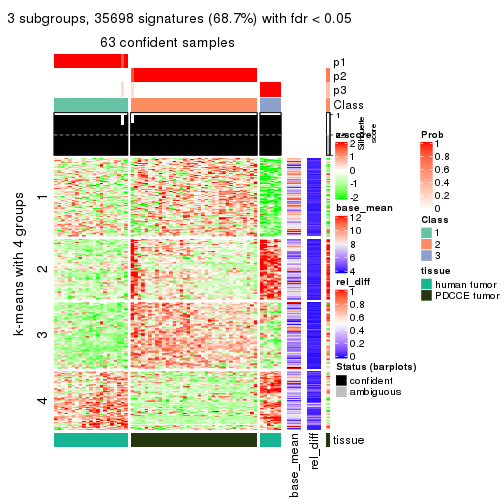 3 subgroups, 35698 signatures (68.7%) with fdr < 0.05
63 confident samples
p1
p2
p3
Class
1
Silhouette
score
z-score
2
1
0
-1
-2
base_mean
12
10
8
6
4
rel_diff
1
0.8
0.6
0.4
0.2
0
Status (barplots)
confident
ambiguous
Prob
1
0.8
0.6
0.4
0.2
0
Class
1
2
3
tissue
human tumor
PDCCE tumor
k-means with 4 groups
1
2
3
4
tissue
base_mean
rel_diff